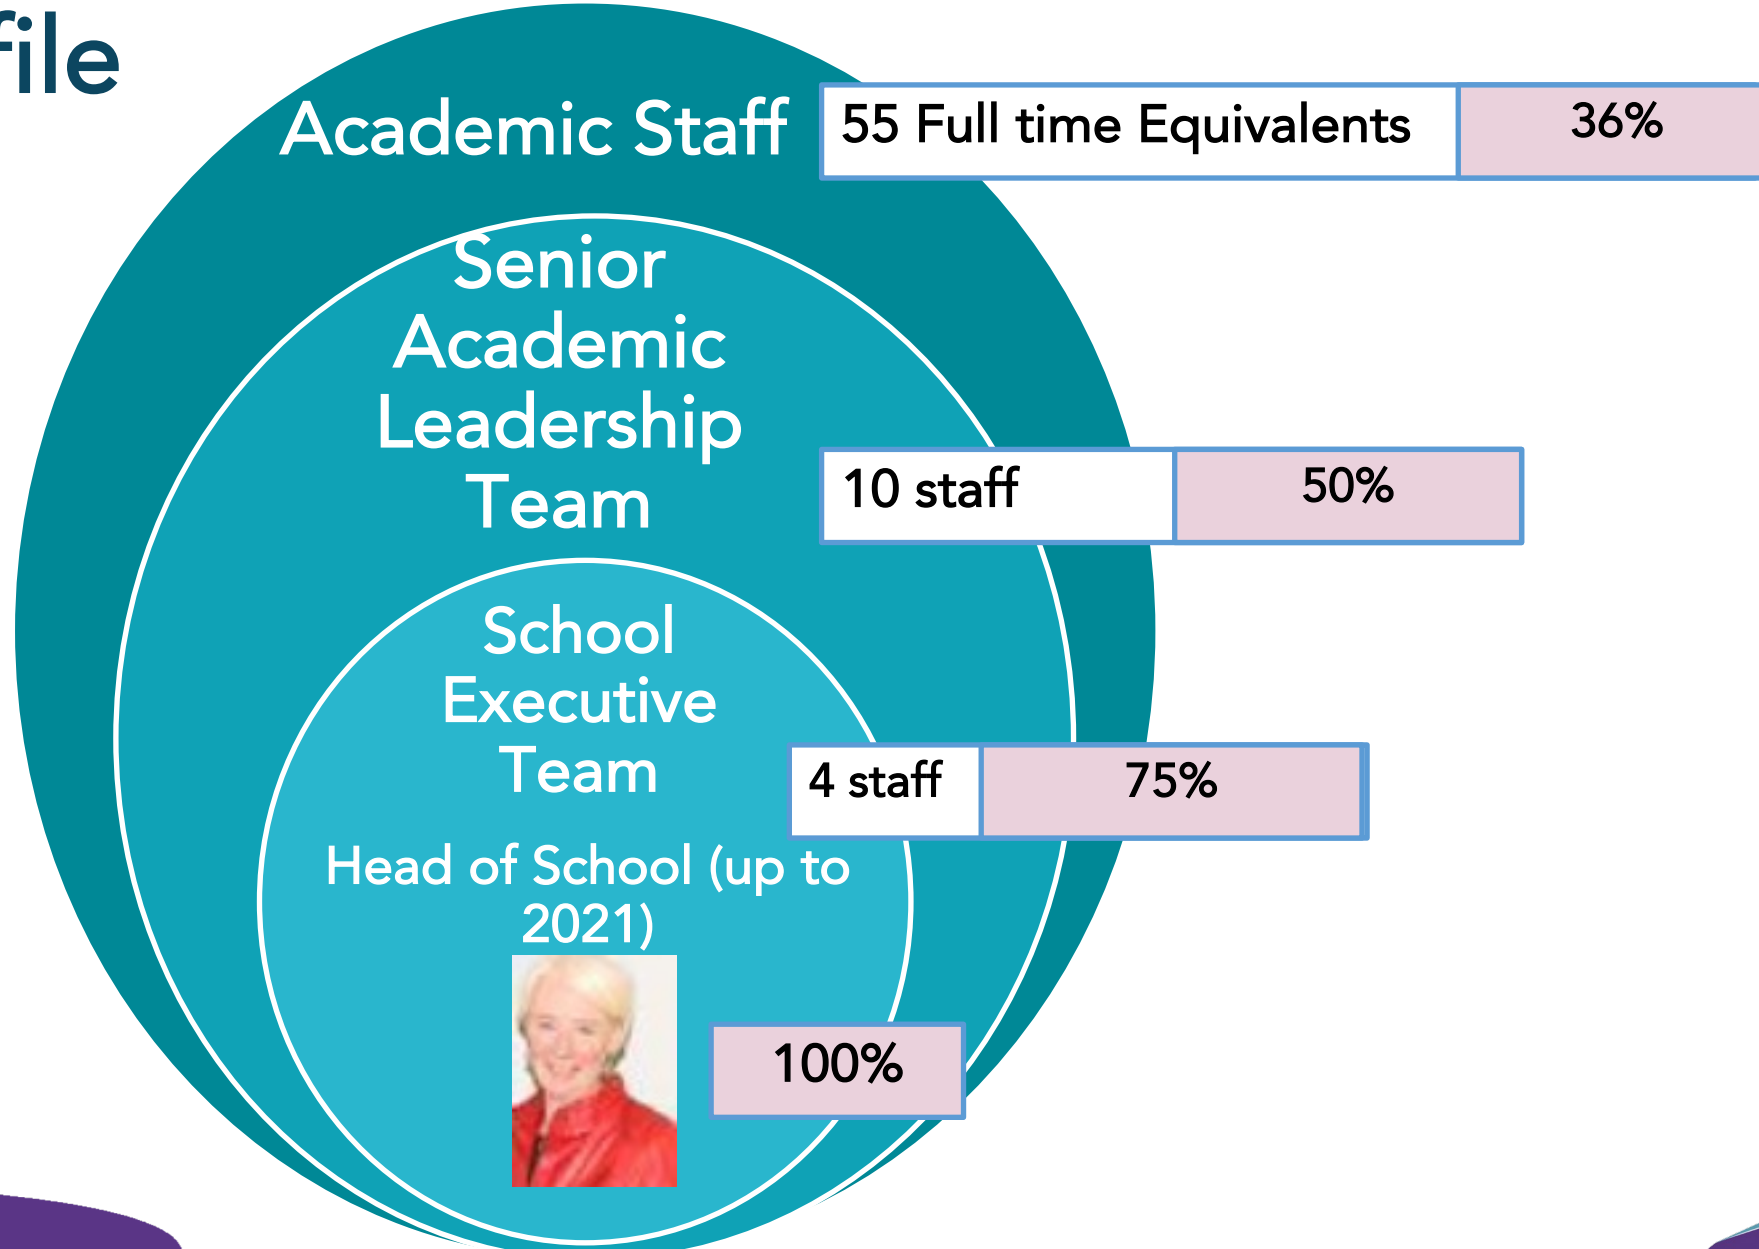 file
Academic Staff
55 Full time Equivalents
36%
Senior
Academic
Leadership
Team
10 staff
50%
School
Executive
Team
4 staff
75%
Head of School (up to
2021)
100%